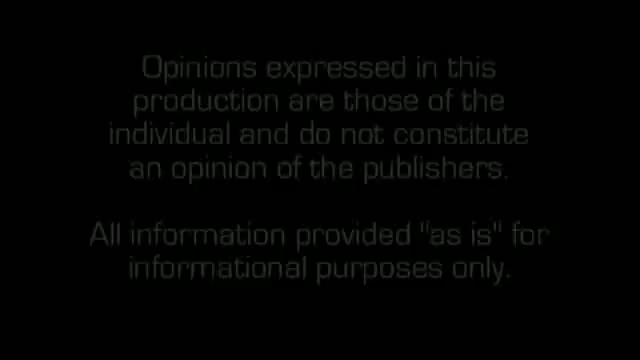 Opinions expressed in this
production are those of the
individual and do not constitute
an opinion of the publishers.
All information provided "as is" for
informational purposes only.